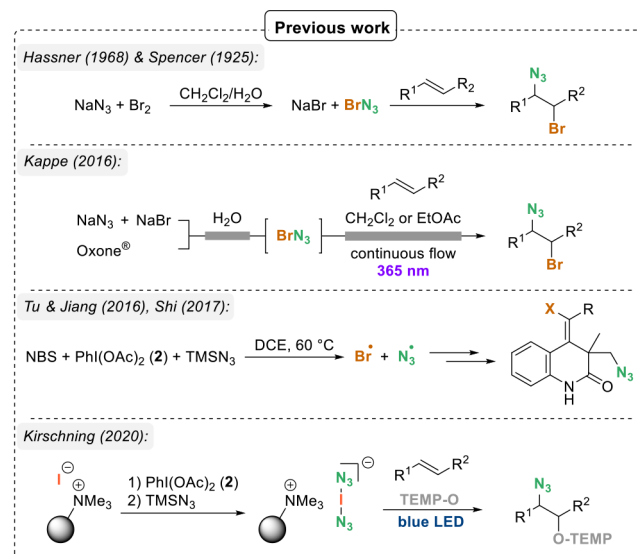 Previous work
Hassner (1968) & Spencer (1925):
NaN3 + Br2
CH2Cl2/H2O
NaBr + BrN3
R1 R2
N3
R1 R2
Br
Kappe (2016):
NaN3 + NaBr
Oxone®
H2O
BrN3
R1 R2
CH2Cl2 or EtOAc
continuous flow
365 nm
N3
R1 R2
Br
Tu & Jiang (2016), Shi (2017):
NBS + PhI(OAc)2 (2) + TMSN3
DCE, 60 °C
Br• + N3•
X R
N3
N
H
O
Kirschning (2020):
I⊖
⊕
NMe3
1) PhI(OAc)2 (2)
2) TMSN3
⊕
NMe3
N3
I
N3
⊖
R1 R2
TEMP-O
blue LED
N3
R1 R2
O-TEMP